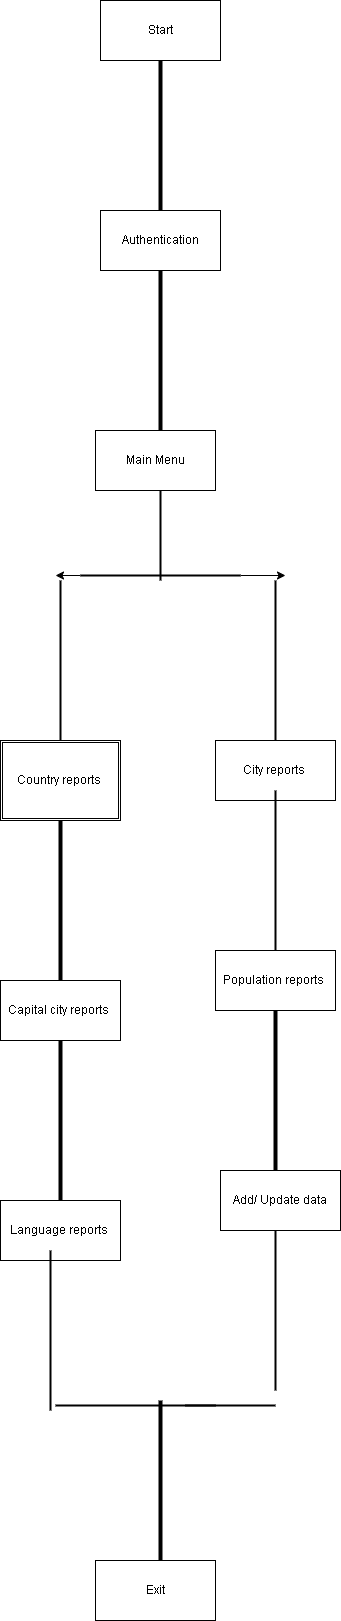 Start
Authentication
Main Menu
Country reports
City reports
Capital city reports
Population reports
Language reports
Add/ Update data
Exit